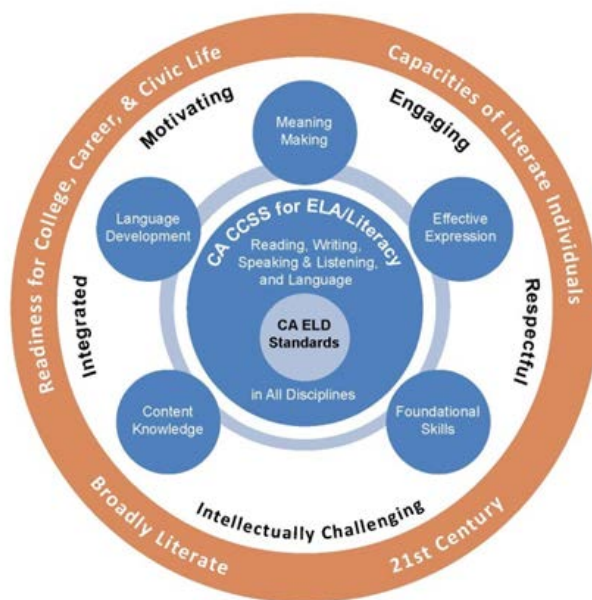 Readiness for College, Career, & Civic Life
Capacities of Literate Individuals
Motivating
Engaging
Meaning
Making
Language
Development
Effective
Expression
CA CCSS for ELA/Literacy
Reading, Writing,
Speaking & Listening,
and Language
CA ELD
Standards
in All Disciplines
Integrated
Respectful
Content
Knowledge
Foundational
Skills
Intellectually Challenging
Broadly Literate
21st Century